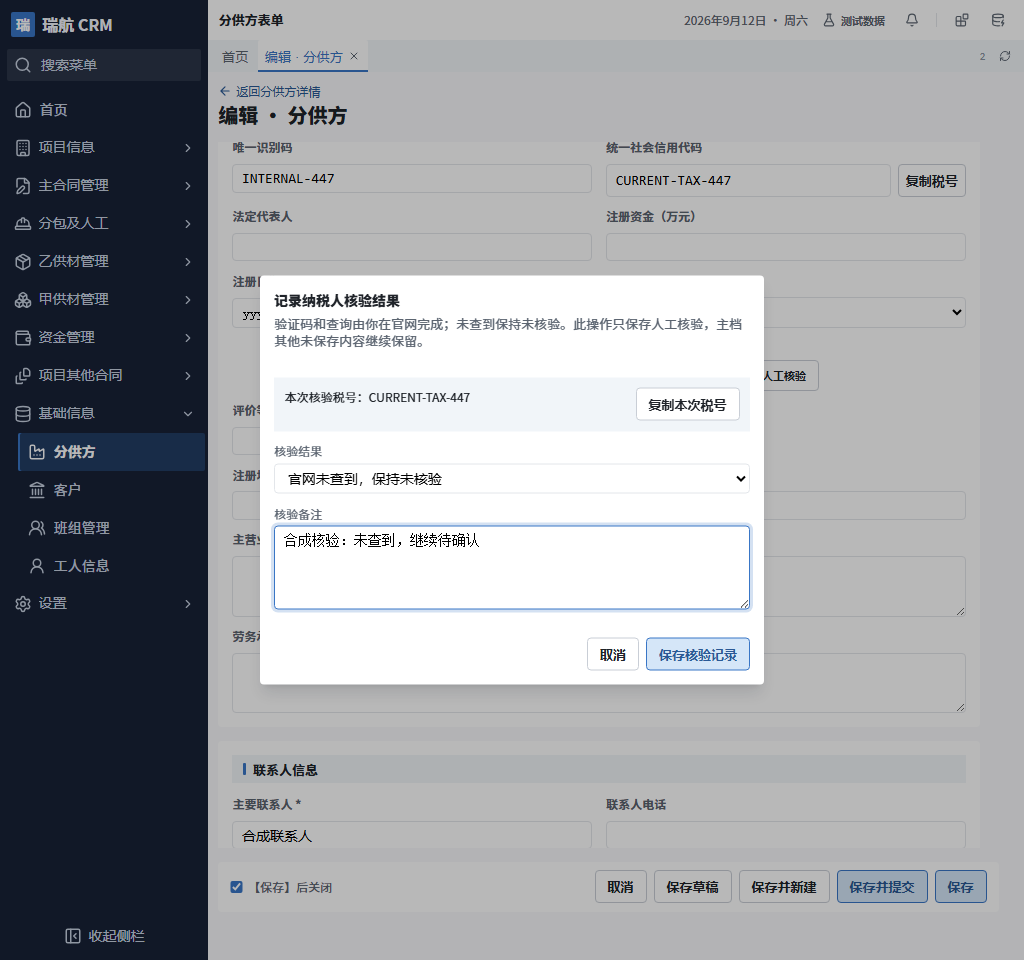 瑞 瑞航 CRM
搜索菜单
首页
项目信息
主合同管理
分包及人工
乙供材管理
甲供材管理
资金管理
项目其他合同
基础信息
分供方
客户
班组管理
工人信息
设置
收起侧栏
分供方表单
2026年9月12日 · 周六 测试数据
首页 编辑 · 分供方 ×
2
← 返回分供方详情
编辑 · 分供方
唯一识别码 统一社会信用代码
INTERNAL-447 CURRENT-TAX-447 复制税号
法定代表人 注册资金（万元）
注册
yyy
人工核验
评价
注册
主营
劳务
记录纳税人核验结果
验证码和查询由你在官网完成；未查到保持未核验。此操作只保存人工核验，主档
其他未保存内容继续保留。
本次核验税号：CURRENT-TAX-447 复制本次税号
核验结果
官网未查到，保持未核验
核验备注
合成核验：未查到，继续待确认
取消 保存核验记录
联系人信息
主要联系人 * 联系人电话
合成联系人
【保存】后关闭 取消 保存草稿 保存并新建 保存并提交 保存